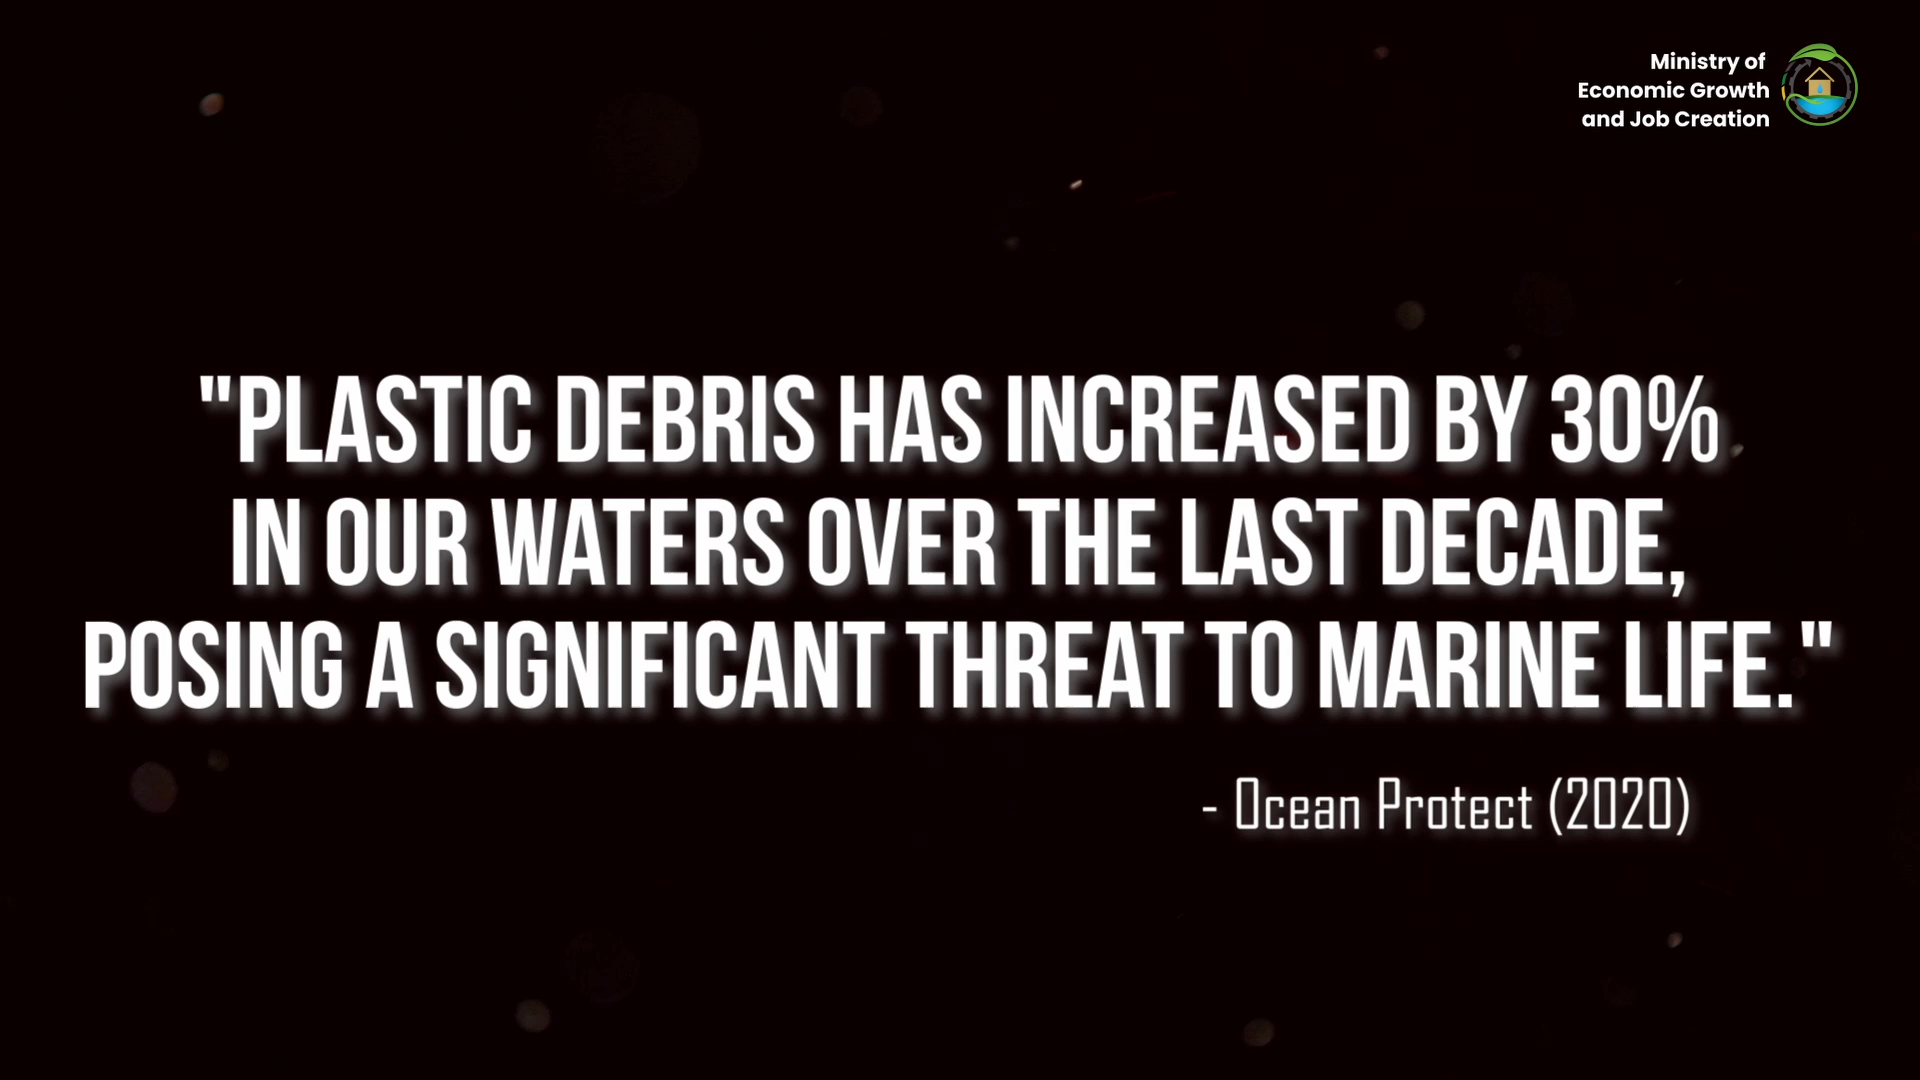 Ministry of
Economic Growth
and Job Creation
"PLASTIC DEBRIS HAS INCREASED BY 30%
IN OUR WATERS OVER THE LAST DECADE,
POSING A SIGNIFICANT THREAT TO MARINE LIFE."
- Ocean Protect (2020)